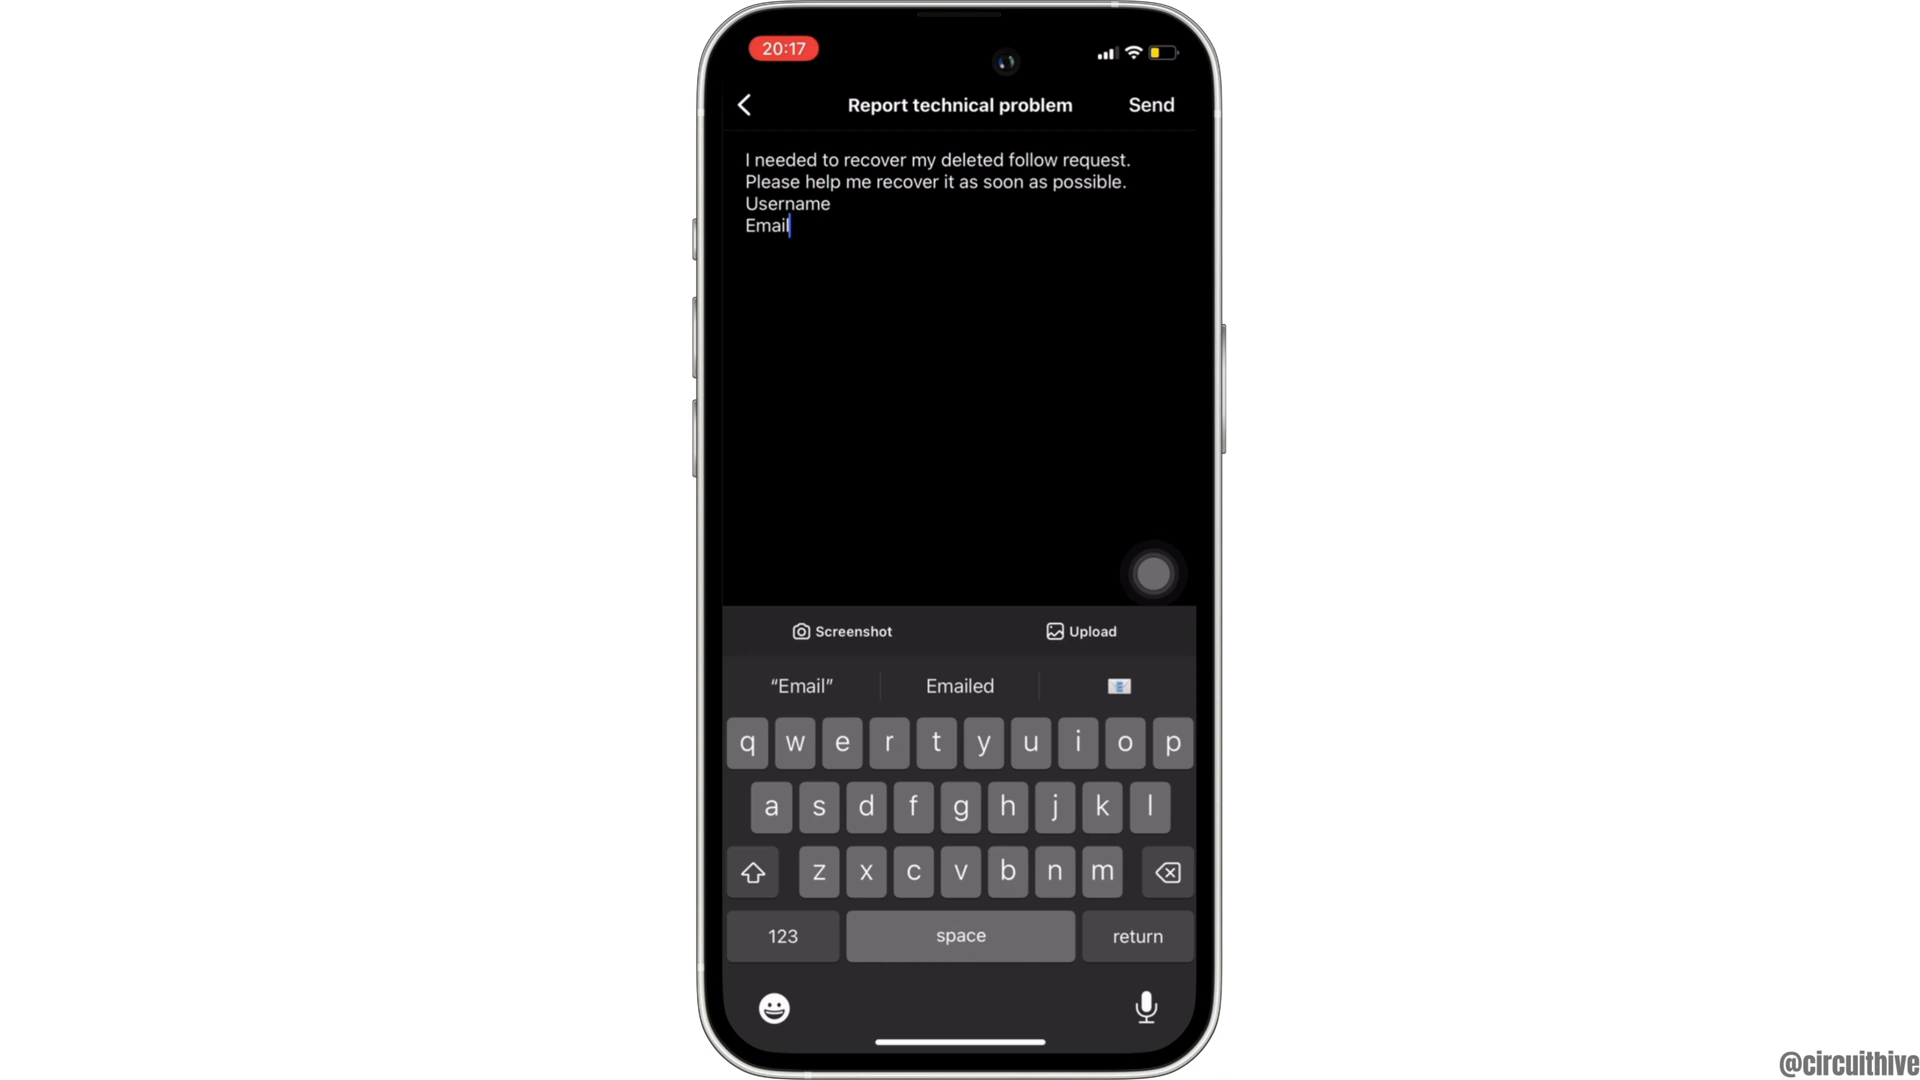 20:17
Report technical problem
Send
I needed to recover my deleted follow request.
Please help me recover it as soon as possible.
Username
Email
Screenshot
Upload
“Email”
Emailed
q w e r t y u i o p
a s d f g h j k l
z x c v b n m
123
space
return
@circuithive